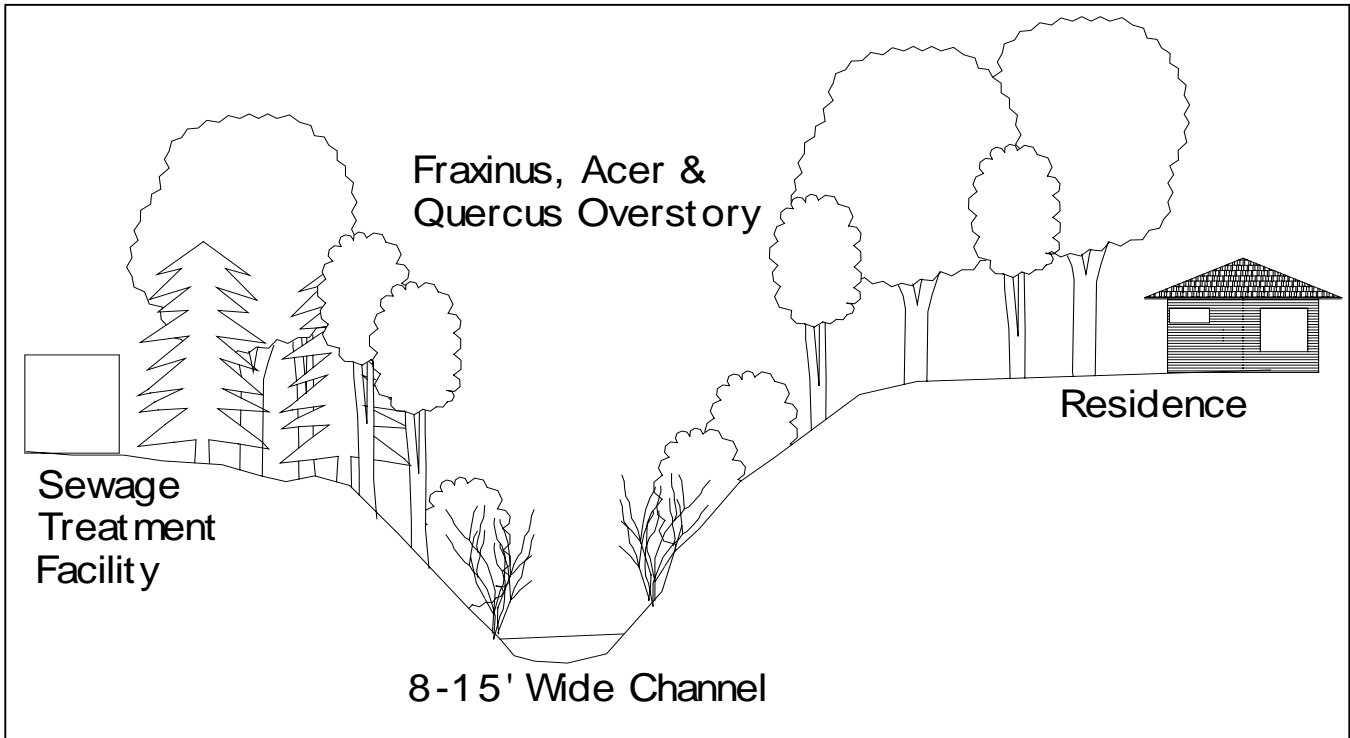 Fraxinus, Acer &
Quercus Overstory
Residence
Sewage
Treatment
Facility
8-15' Wide Channel